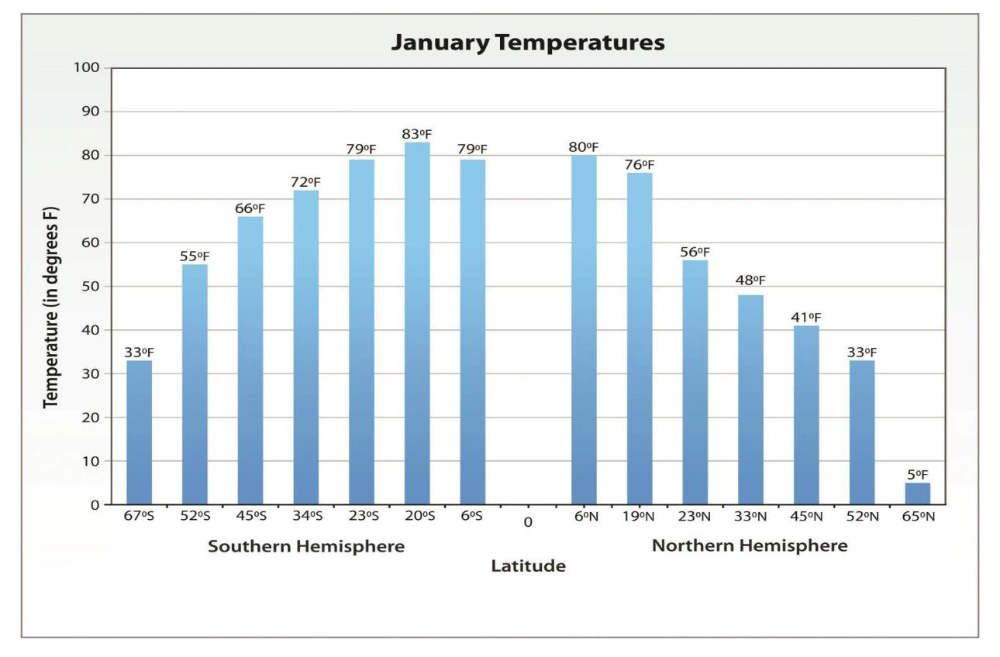 January Temperatures
100
90
80
70
60
50
40
30
20
10
0
Temperature (in degrees F)
33ºF
55ºF
66ºF
72ºF
79ºF
83ºF
79ºF
80ºF
76ºF
56ºF
48ºF
41ºF
33ºF
5ºF
67ºS 52ºS 45ºS 34ºS 23ºS 20ºS 6ºS 0 6ºN 19ºN 23ºN 33ºN 45ºN 52ºN 65ºN
Southern Hemisphere Northern Hemisphere
Latitude